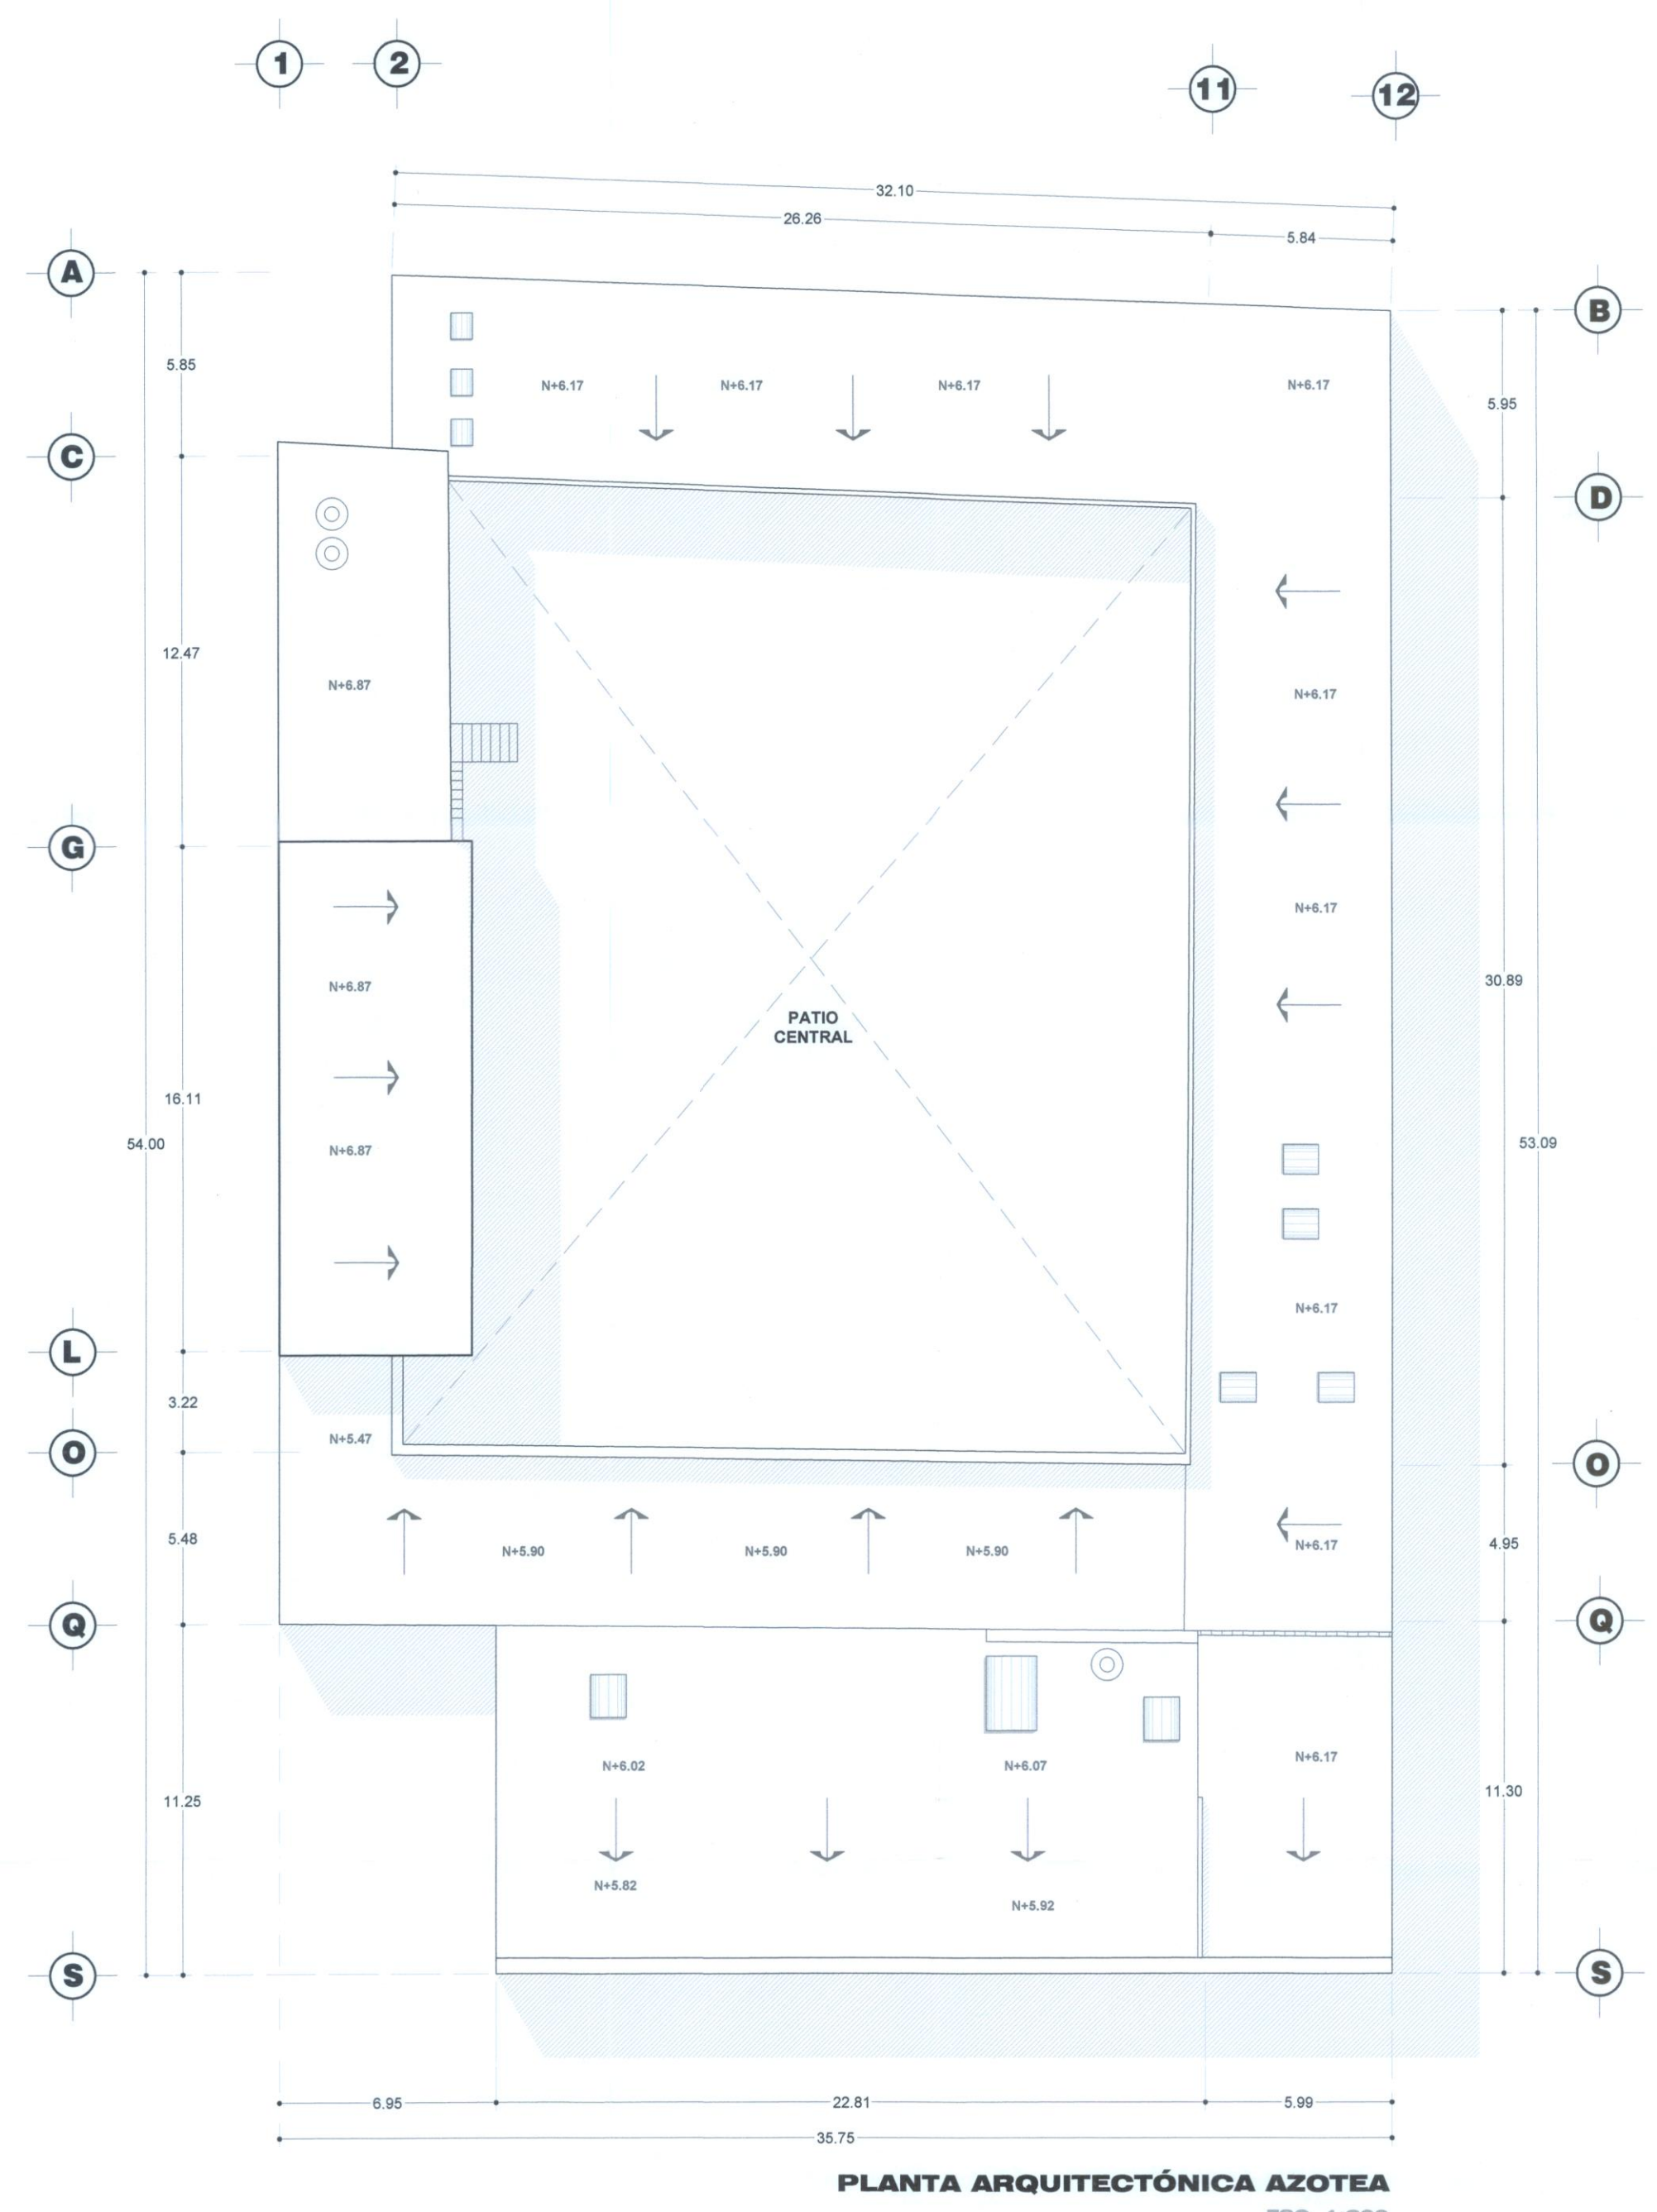 1 2 11 12
32.10
26.26
5.84
A B
5.85
N+6.17 N+6.17 N+6.17 N+6.17
5.95
C D
12.47
N+6.87 N+6.17
G
N+6.17
N+6.87
30.89
PATIO
CENTRAL
16.11
54.00 53.09
N+6.87
N+6.17
L
3.22
N+5.47
O O
5.48
4.95
N+5.90 N+5.90 N+5.90 N+6.17
Q Q
N+6.02 N+6.07 N+6.17
11.25 11.30
N+5.82
N+5.92
S S
6.95 22.81 5.99
35.75
PLANTA ARQUITECTÓNICA AZOTEA